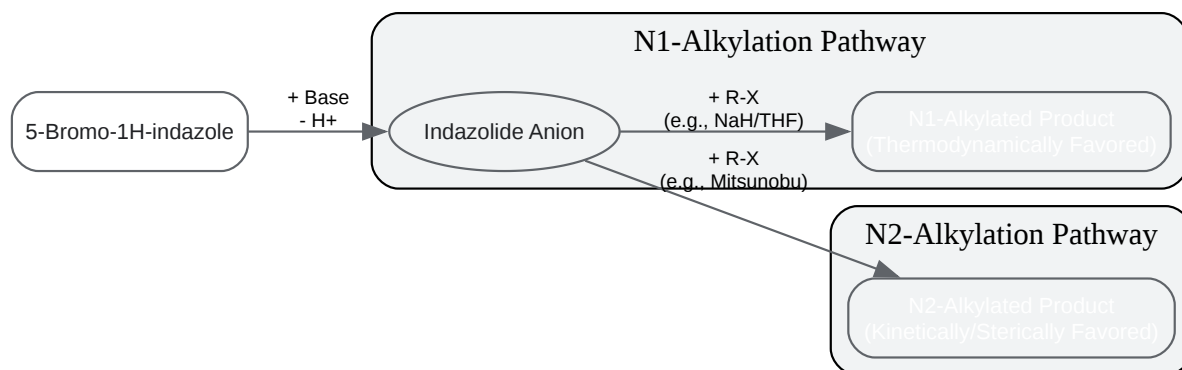 N1-Alkylation Pathway
5-Bromo-1H-indazole
+ Base
- H+
Indazolide Anion
+ R-X
(e.g., NaH/THF)
N1-Alkylated Product
(Thermodynamically Favored)
+ R-X
(e.g., Mitsunobu)
N2-Alkylation Pathway
N2-Alkylated Product
(Kinetically/Sterically Favored)